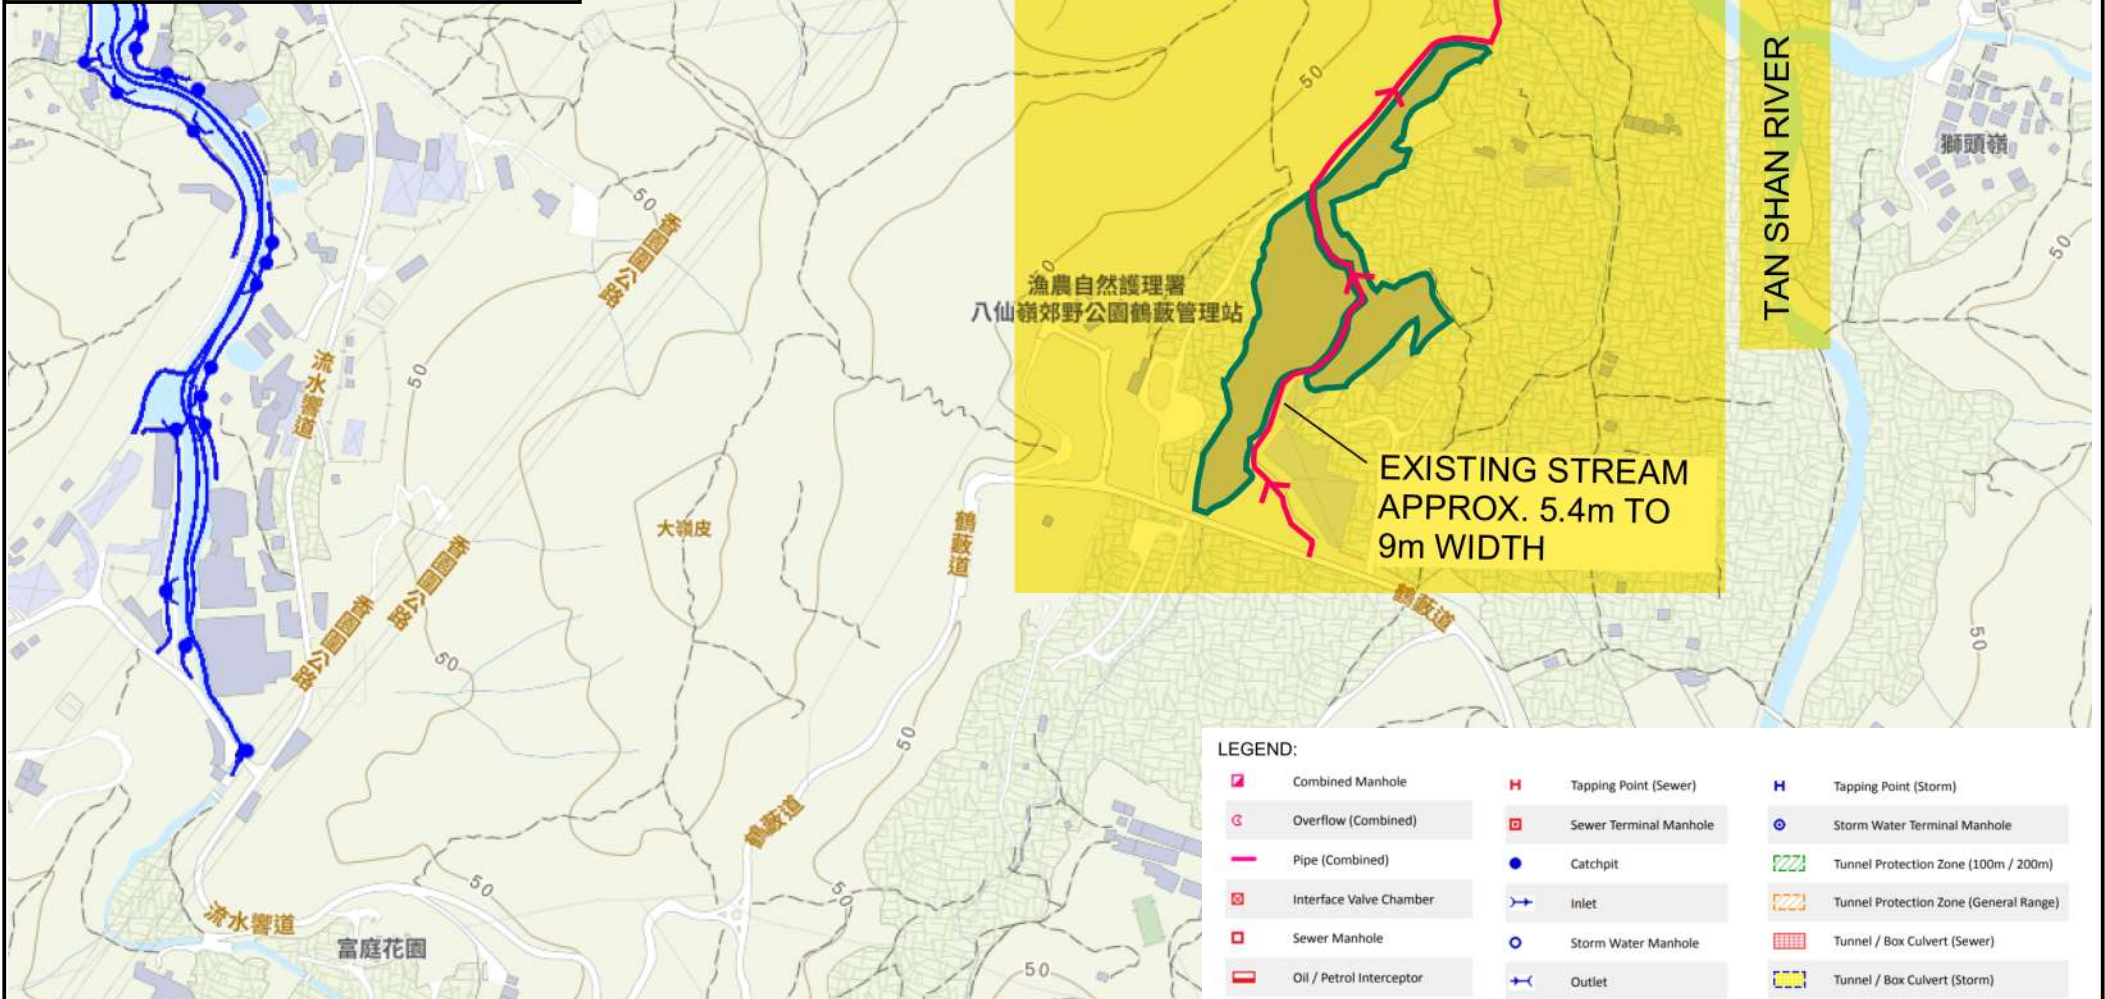 50
TAN SHAN RIVER
獅頭嶺
50
香園圍公路
50
漁農自然護理署
八仙嶺郊野公園鶴藪管理站
流水響道
50
EXISTING STREAM
APPROX. 5.4m TO
9m WIDTH
大嶺皮
鶴藪道
香園圍公路
香園圍公路
鶴藪道
50
50
50
鶴藪道
50
50
流水響道
富庭花園
50
LEGEND:
Combined Manhole
Overflow (Combined)
Pipe (Combined)
Interface Valve Chamber
Sewer Manhole
Oil / Petrol Interceptor
Tapping Point (Sewer)
Sewer Terminal Manhole
Catchpit
Inlet
Storm Water Manhole
Outlet
Tapping Point (Storm)
Storm Water Terminal Manhole
Tunnel Protection Zone (100m / 200m)
Tunnel Protection Zone (General Range)
Tunnel / Box Culvert (Sewer)
Tunnel / Box Culvert (Storm)